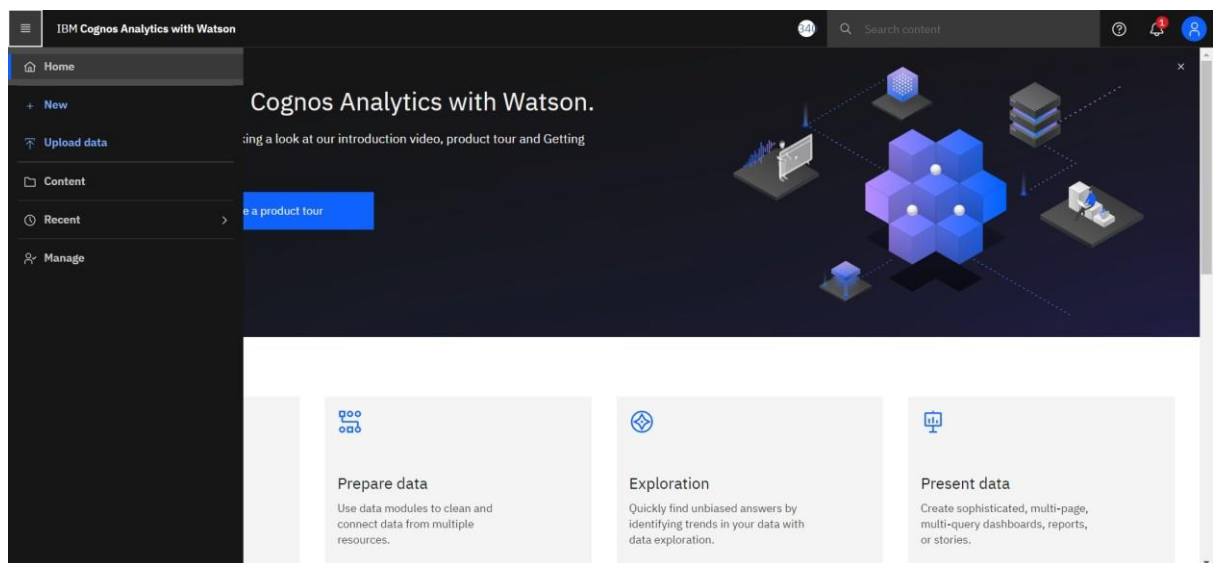 IBM Cognos Analytics with Watson
340
Search content
1
Home
New
Upload data
Content
Recent
Manage
Cognos Analytics with Watson.
king a look at our introduction video, product tour and Getting
e a product tour
Prepare data
Use data modules to clean and
connect data from multiple
resources.
Exploration
Quickly find unbiased answers by
identifying trends in your data with
data exploration.
Present data
Create sophisticated, multi-page,
multi-query dashboards, reports,
or stories.